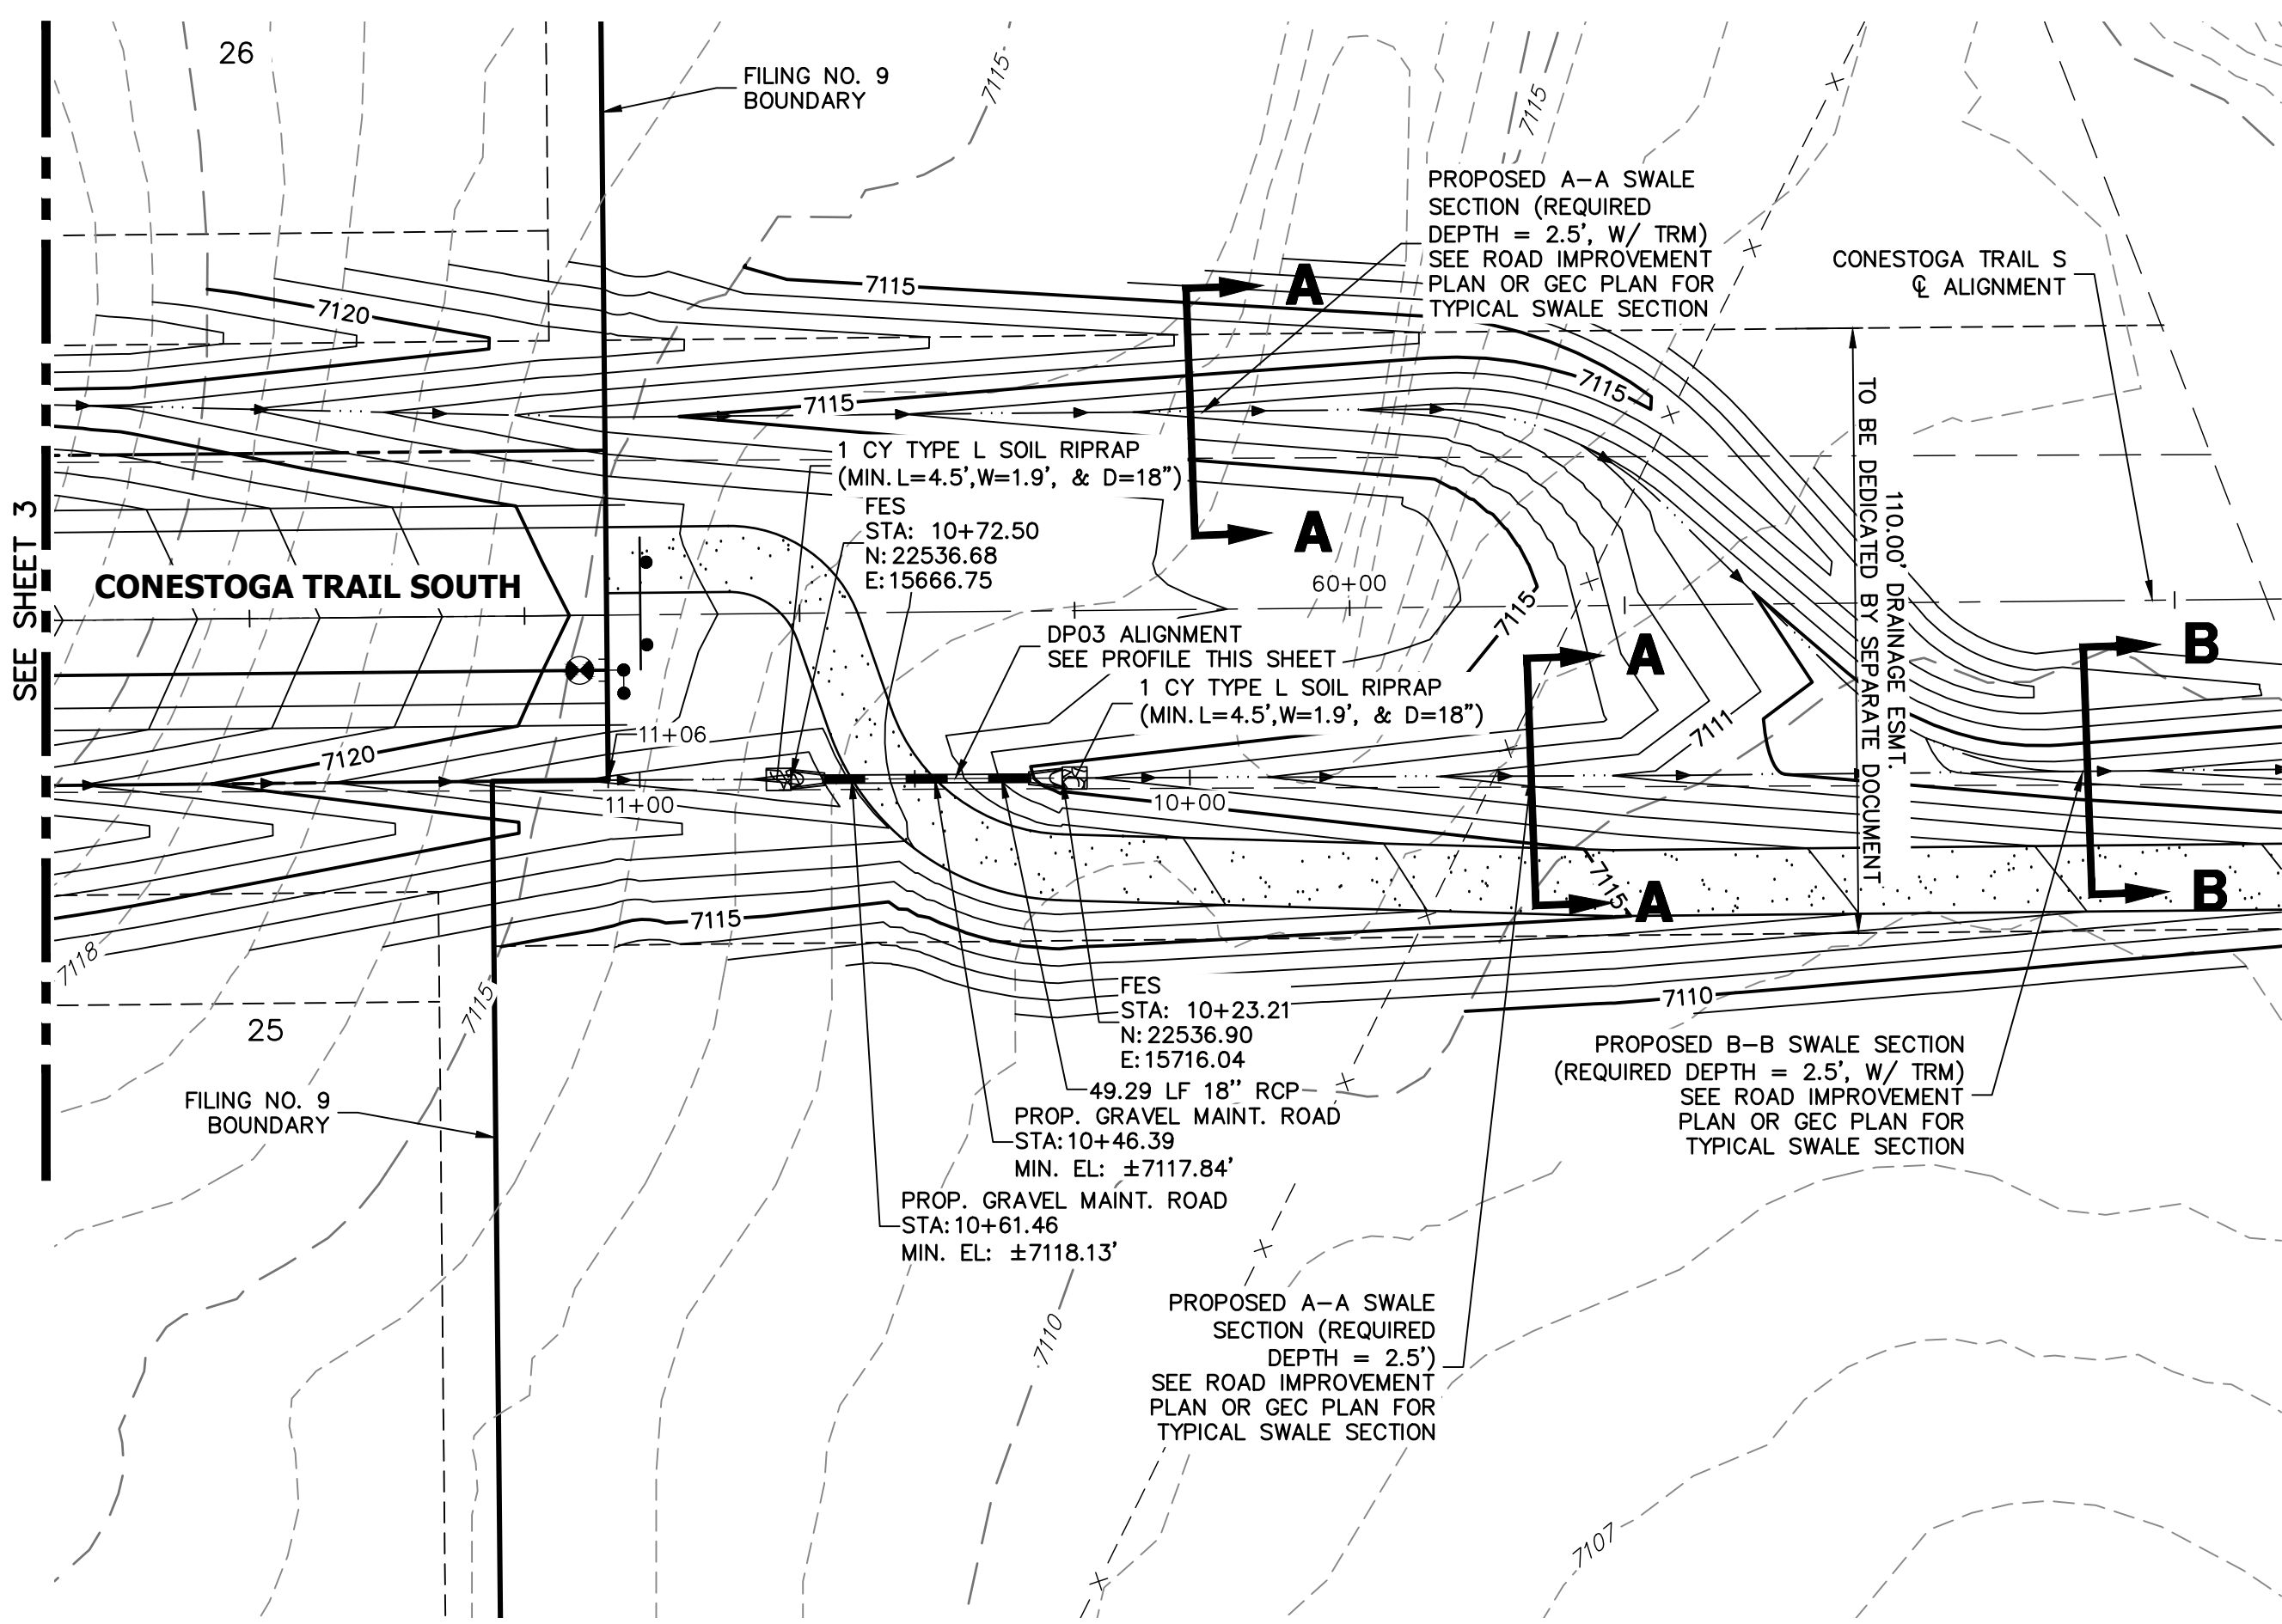 26
FILING NO. 9
BOUNDARY
7115
7115
PROPOSED A-A SWALE
SECTION (REQUIRED
DEPTH = 2.5', W/ TRM)
SEE ROAD IMPROVEMENT
PLAN OR GEC PLAN FOR
TYPICAL SWALE SECTION
CONESTOGA TRAIL S
℄ ALIGNMENT
7120
7115
A
7115
7115
1 CY TYPE L SOIL RIPRAP
(MIN. L=4.5',W=1.9', & D=18")
FES
STA: 10+72.50
N: 22536.68
E: 15666.75
A
SEE SHEET 3
CONESTOGA TRAIL SOUTH
60+00
7115
110.00' DRAINAGE ESMT.
TO BE DEDICATED BY SEPARATE DOCUMENT
DP03 ALIGNMENT
SEE PROFILE THIS SHEET
A
B
1 CY TYPE L SOIL RIPRAP
(MIN. L=4.5',W=1.9', & D=18")
11+06
7111
7120
11+00
10+00
7115
7115
A
B
7118
7115
7110
25
FES
STA: 10+23.21
N: 22536.90
E: 15716.04
49.29 LF 18" RCP
PROP. GRAVEL MAINT. ROAD
STA: 10+46.39
MIN. EL: ±7117.84'
PROP. GRAVEL MAINT. ROAD
STA: 10+61.46
MIN. EL: ±7118.13'
FILING NO. 9
BOUNDARY
PROPOSED B-B SWALE SECTION
(REQUIRED DEPTH = 2.5', W/ TRM)
SEE ROAD IMPROVEMENT
PLAN OR GEC PLAN FOR
TYPICAL SWALE SECTION
7110
PROPOSED A-A SWALE
SECTION (REQUIRED
DEPTH = 2.5')
SEE ROAD IMPROVEMENT
PLAN OR GEC PLAN FOR
TYPICAL SWALE SECTION
7107